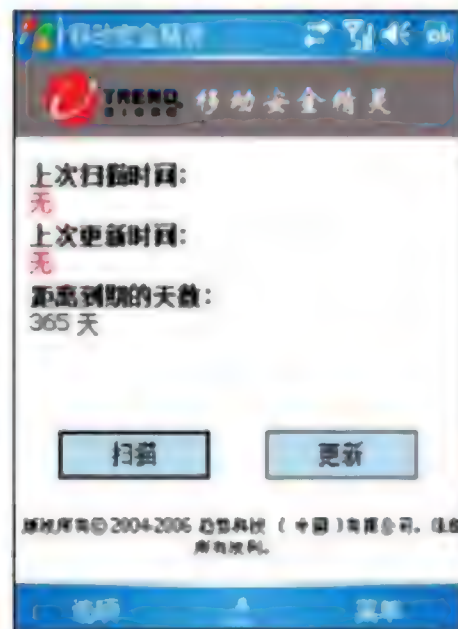 移动安全精灵
ok
TREND
MICRO
移动安全精灵
上次扫描时间:
无
上次更新时间:
无
距离到期的天数:
365 天
扫描
更新
版权所有© 2004-2006 趋势科技 (中国)有限公司。保留
所有权利。
菜单